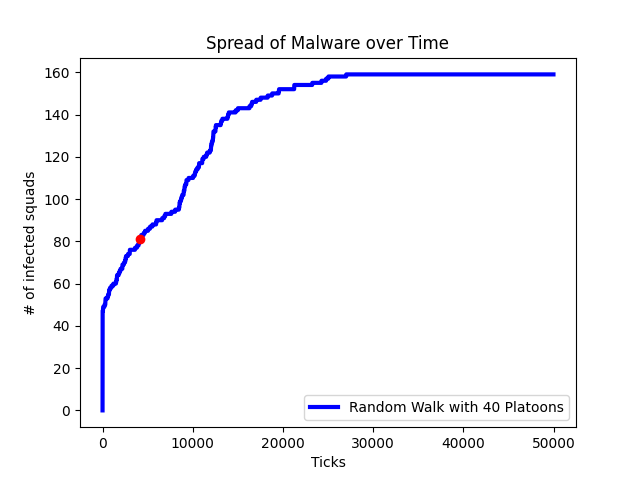 Spread of Malware over Time
# of infected squads
160
140
120
100
80
60
40
20
0
Random Walk with 40 Platoons
0 10000 20000 30000 40000 50000
Ticks